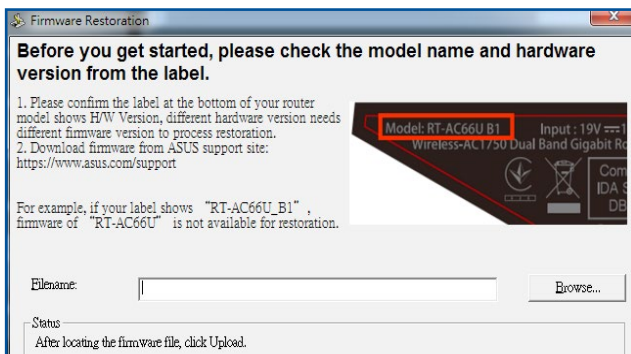 Firmware Restoration
Before you get started, please check the model name and hardware
version from the label.
1. Please confirm the label at the bottom of your router
model shows H/W Version, different hardware version needs
different firmware version to process restoration.
2. Download firmware from ASUS support site:
https://www.asus.com/support
For example, if your label shows “RT-AC66U_B1”,
firmware of “RT-AC66U” is not available for restoration.
Model: RT-AC66U B1 Input : 19V
Wireless-AC1750 Dual Band Gigabit
Com
IDA
DB
Filename:
Browse...
Status
After locating the firmware file, click Upload.